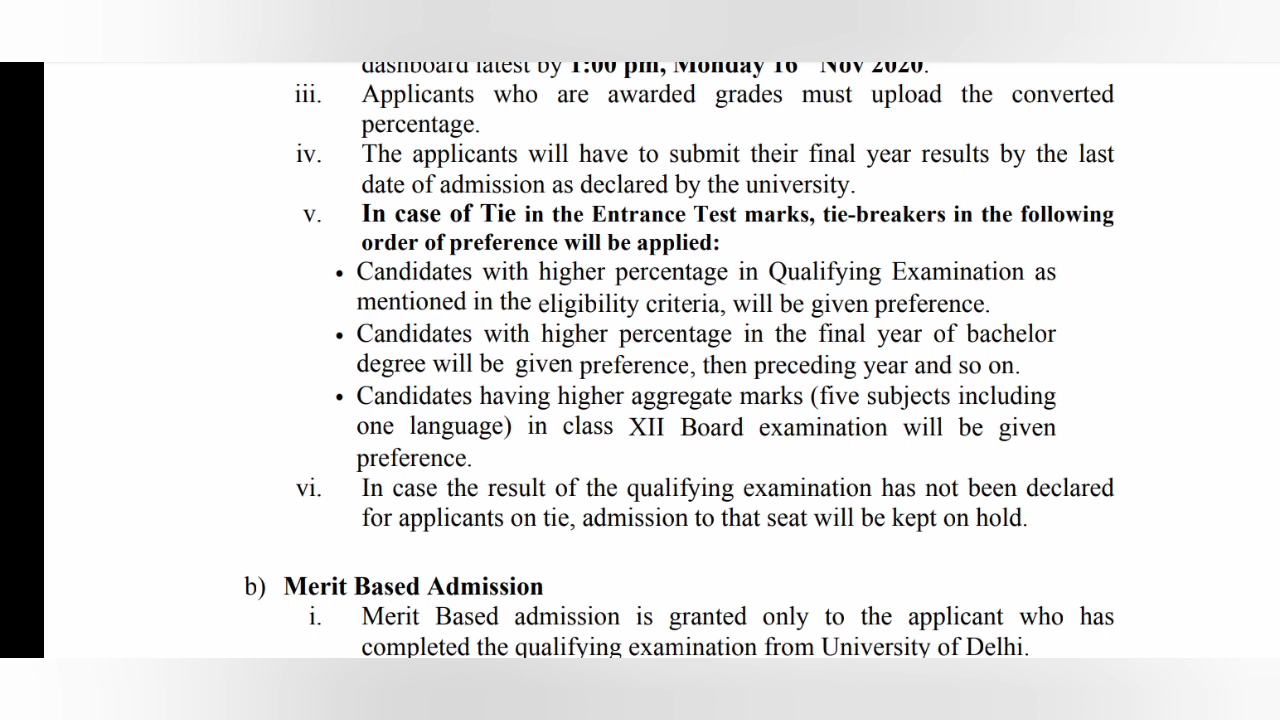 dashboard latest by 1:00 pm, Monday 16 Nov 2020.
iii. Applicants who are awarded grades must upload the converted
percentage.
iv. The applicants will have to submit their final year results by the last
date of admission as declared by the university.
v. In case of Tie in the Entrance Test marks, tie-breakers in the following
order of preference will be applied:
• Candidates with higher percentage in Qualifying Examination as
mentioned in the eligibility criteria, will be given preference.
• Candidates with higher percentage in the final year of bachelor
degree will be given preference, then preceding year and so on.
• Candidates having higher aggregate marks (five subjects including
one language) in class XII Board examination will be given
preference.
vi. In case the result of the qualifying examination has not been declared
for applicants on tie, admission to that seat will be kept on hold.
b) Merit Based Admission
i. Merit Based admission is granted only to the applicant who has
completed the qualifying examination from University of Delhi.